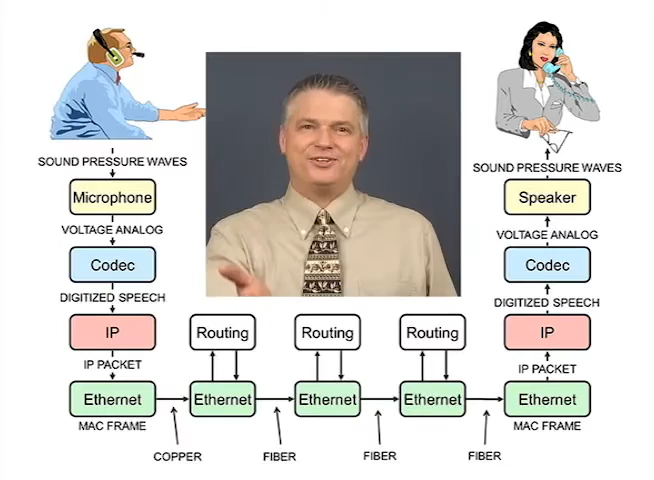 SOUND PRESSURE WAVES
Microphone
VOLTAGE ANALOG
Codec
DIGITIZED SPEECH
IP
IP PACKET
Ethernet
MAC FRAME
Routing
Routing
Routing
Ethernet
Ethernet
Ethernet
COPPER
FIBER
FIBER
FIBER
SOUND PRESSURE WAVES
Speaker
VOLTAGE ANALOG
Codec
DIGITIZED SPEECH
IP
IP PACKET
Ethernet
MAC FRAME